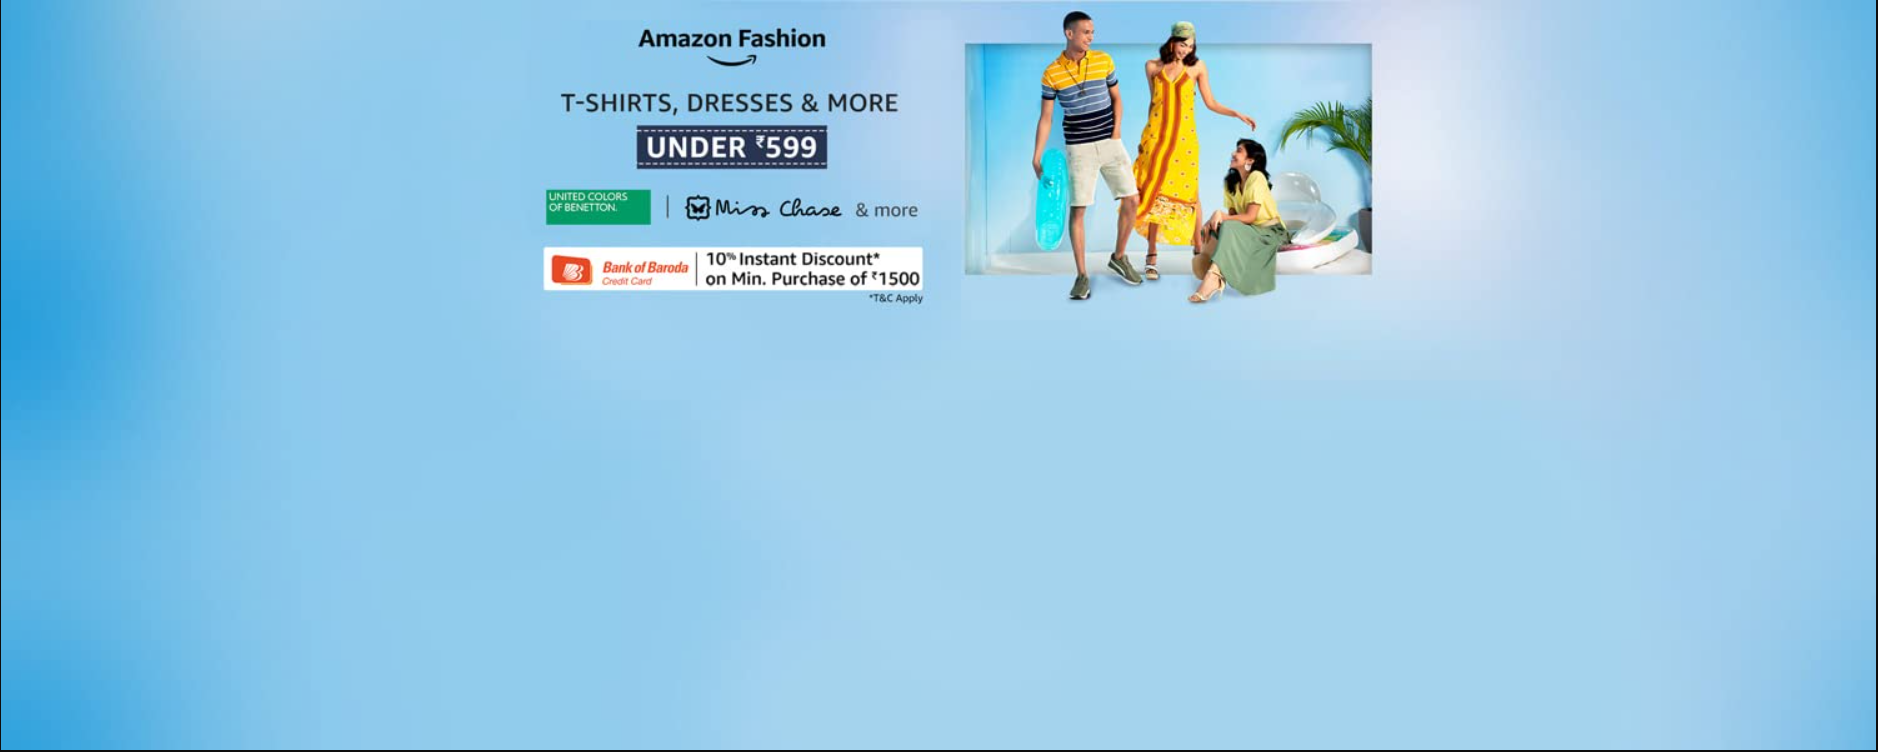 Amazon Fashion
T-SHIRTS, DRESSES & MORE
UNDER ₹599
UNITED COLORS
OF BENETTON.
Miss Chase & more
Bank of Baroda
Credit Card
10% Instant Discount*
on Min. Purchase of ₹1500
*T&C Apply